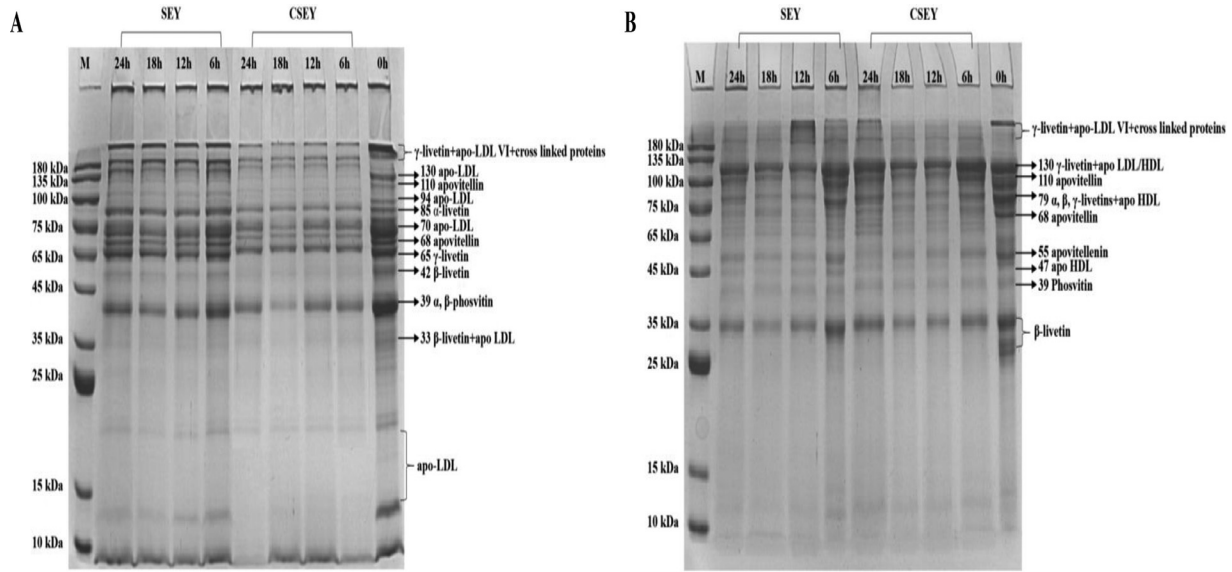 A
SEY
CSEY
M
24h
18h
12h
6h
24h
18h
12h
6h
0h
180 kDa
135 kDa
100 kDa
75 kDa
65 kDa
45 kDa
35 kDa
25 kDa
15 kDa
10 kDa
γ-livetin+apo-LDL VI+cross linked proteins
130 apo-LDL
110 apovitellin
94 apo-LDL
85 α-livetin
70 apo-LDL
68 apovitellin
65 γ-livetin
42 β-livetin
39 α, β-phosvitin
33 β-livetin+apo LDL
apo-LDL
B
SEY
CSEY
M
24h
18h
12h
6h
24h
18h
12h
6h
0h
180 kDa
135 kDa
100 kDa
75 kDa
65 kDa
45 kDa
35 kDa
25 kDa
15 kDa
10 kDa
γ-livetin+apo-LDL VI+cross linked proteins
130 γ-livetin+apo LDL/HDL
110 apovitellin
79 α, β, γ-livetins+apo HDL
68 apovitellin
55 apovitellenin
47 apo HDL
39 Phosvitin
β-livetin